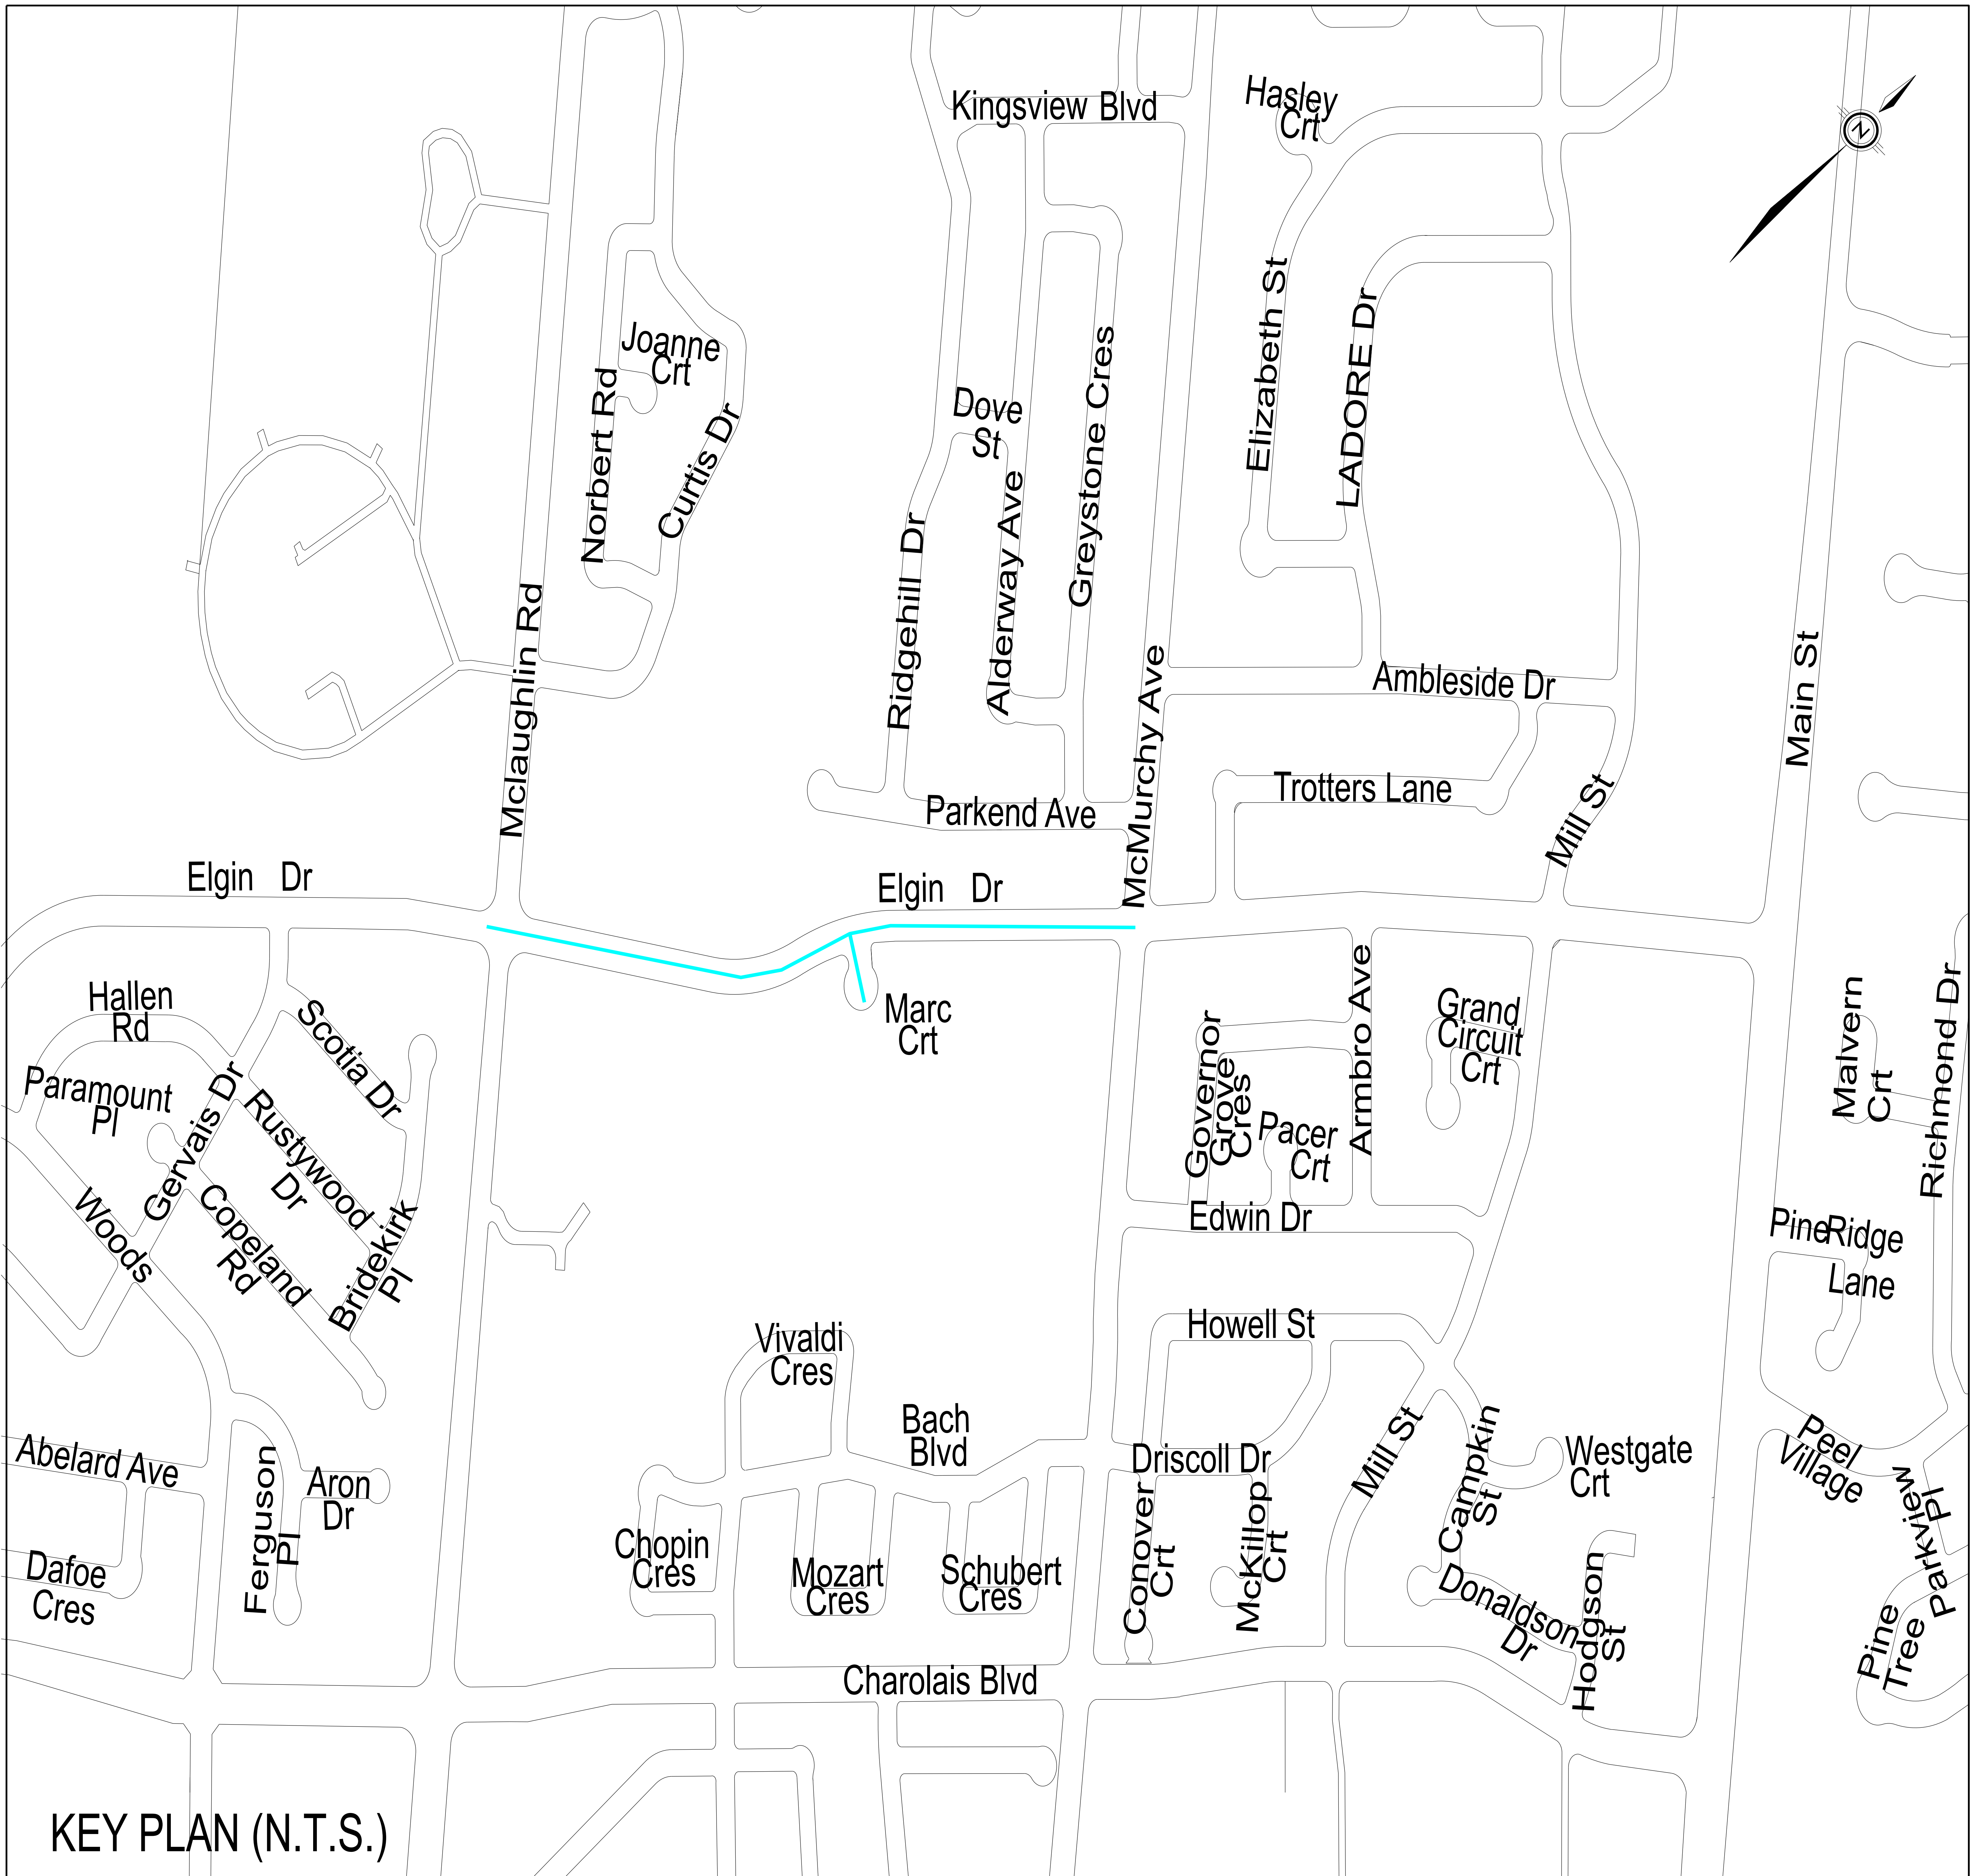 Kingsview Blvd
Hasley
Crt
N
Joanne
Crt
Norbert Rd
Curtis Dr
Dove
St
Ridgehill Dr
Alderway Ave
Greystone Cres
Elizabeth St
LADORE Dr
Mclaughlin Rd
McMurchy Ave
Ambleside Dr
Main St
Parkend Ave
Trotters Lane
Mill St
Elgin Dr
Elgin Dr
Marc
Crt
Hallen
Rd
Scotia Dr
Paramount
Pl
Gervais Dr
Rustywood
Dr
Woods
Copeland
Rd
Bridekirk
Pl
Governor
Grove
Cres
Pacer
Crt
Ambro Ave
Grand
Circuit
Crt
Malvern
Crt
Richmond Dr
Edwin Dr
Pine Ridge
Lane
Howell St
Vivaldi
Cres
Bach
Blvd
Driscoll Dr
Mill St
Campkin
St
Westgate
Crt
Peel
Village
Parkview
Pl
Abelard Ave
Ferguson
Pl
Aron
Dr
Dafoe
Cres
Chopin
Cres
Mozart
Cres
Schubert
Cres
Conover
Crt
McKillop
Crt
Donaldson
Dr
Hodgson
St
Pine
Tree
Charolais Blvd
KEY PLAN (N.T.S.)